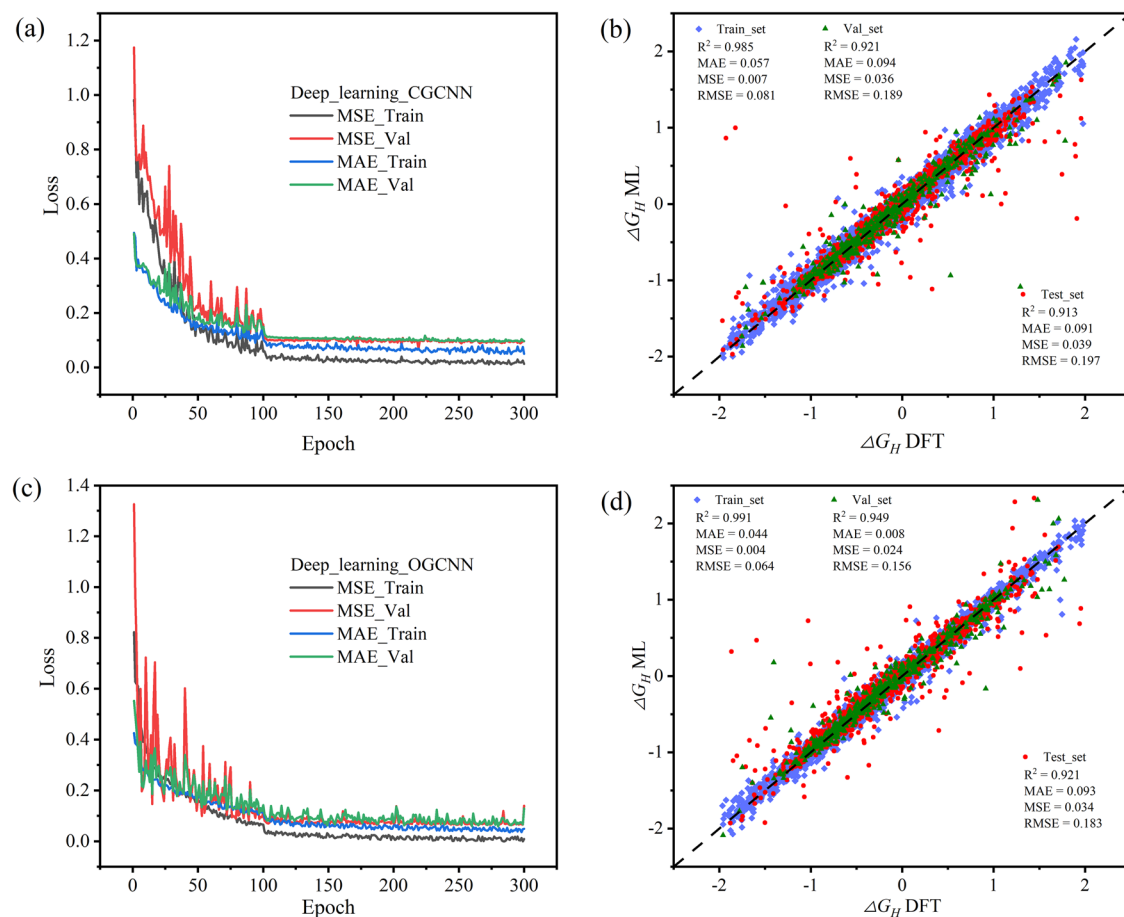 (a)
1.2
1.0
0.8
0.6
0.4
0.2
0.0
Loss
Deep_learning_CGCNN
MSE_Train
MSE_Val
MAE_Train
MAE_Val
0 50 100 150 200 250 300
Epoch
(b)
2
1
0
-1
-2
ΔG_H ML
Train_set
R² = 0.985
MAE = 0.057
MSE = 0.007
RMSE = 0.081
Val_set
R² = 0.921
MAE = 0.094
MSE = 0.036
RMSE = 0.189
Test_set
R² = 0.913
MAE = 0.091
MSE = 0.039
RMSE = 0.197
-2 -1 0 1 2
ΔG_H DFT
(c)
1.4
1.2
1.0
0.8
0.6
0.4
0.2
0.0
Loss
Deep_learning_OGCNN
MSE_Train
MSE_Val
MAE_Train
MAE_Val
0 50 100 150 200 250 300
Epoch
(d)
2
1
0
-1
-2
ΔG_H ML
Train_set
R² = 0.991
MAE = 0.044
MSE = 0.004
RMSE = 0.064
Val_set
R² = 0.949
MAE = 0.008
MSE = 0.024
RMSE = 0.156
Test_set
R² = 0.921
MAE = 0.093
MSE = 0.034
RMSE = 0.183
-2 -1 0 1 2
ΔG_H DFT